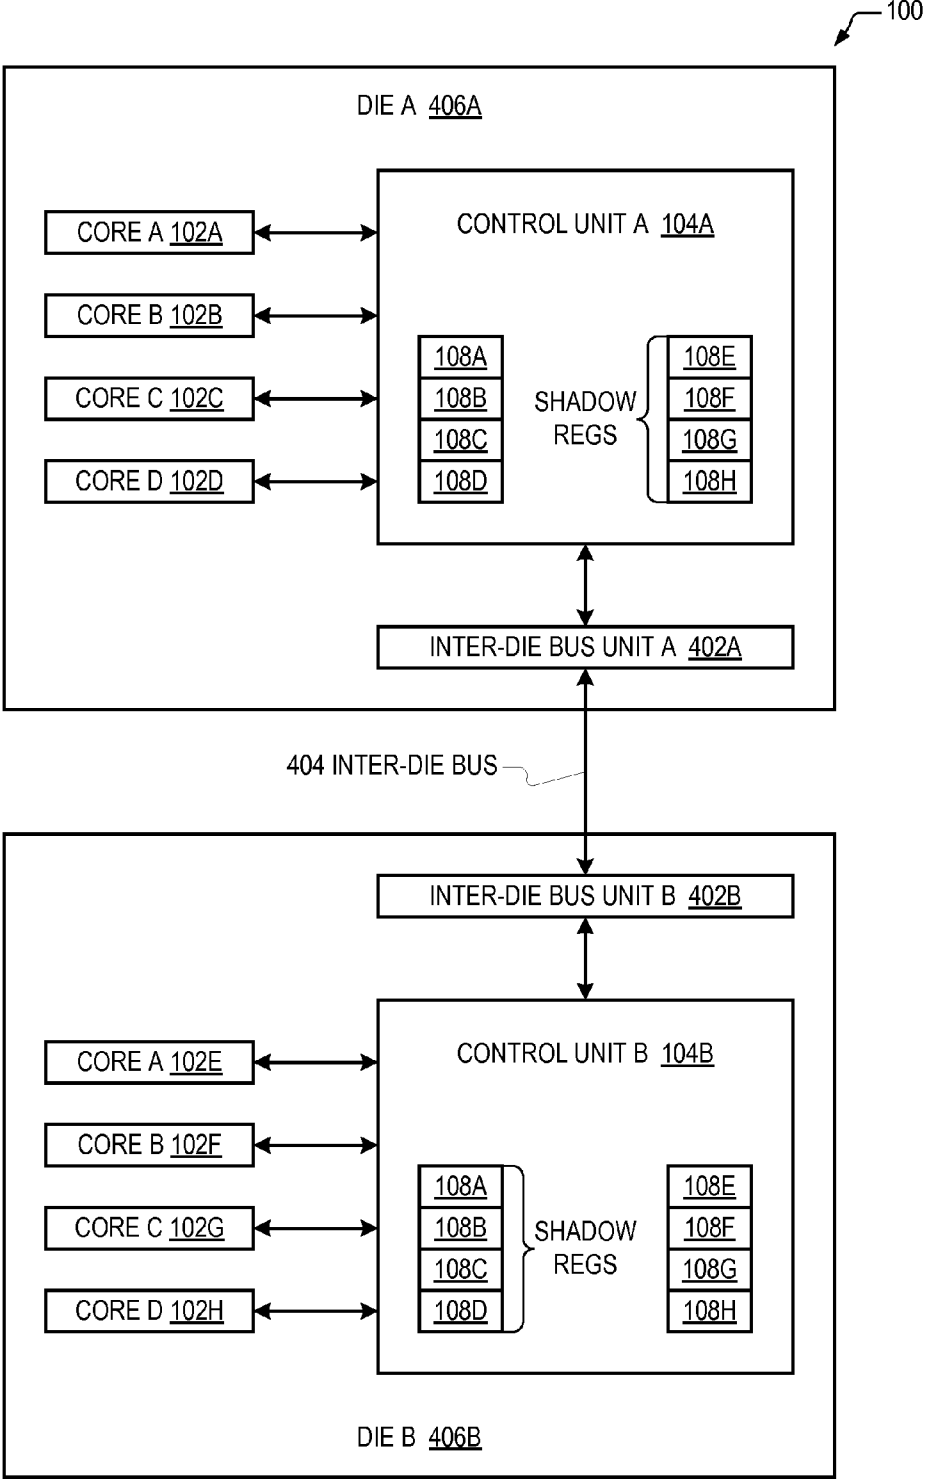 100
DIE A 406A
CONTROL UNIT A 104A
CORE A 102A
CORE B 102B
CORE C 102C
CORE D 102D
108A
108B
108C
108D
SHADOW
REGS
108E
108F
108G
108H
INTER-DIE BUS UNIT A 402A
404 INTER-DIE BUS
INTER-DIE BUS UNIT B 402B
CONTROL UNIT B 104B
CORE A 102E
CORE B 102F
CORE C 102G
CORE D 102H
108A
108B
108C
108D
SHADOW
REGS
108E
108F
108G
108H
DIE B 406B